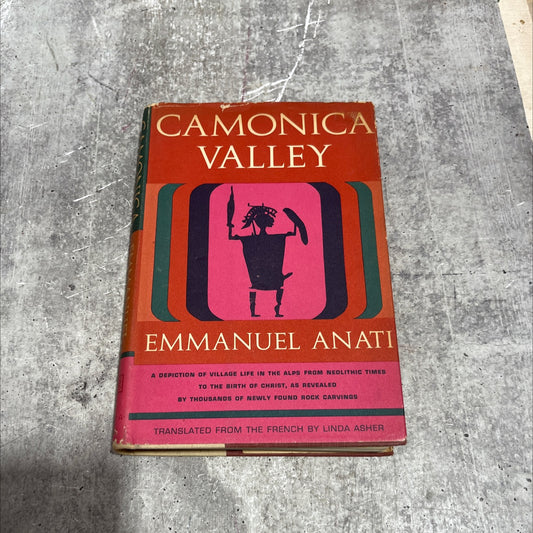 CAMONICA
VALLEY
EMMANUEL ANATI
A DEPICTION OF VILLAGE LIFE IN THE ALPS FROM NEOLITHIC TIMES
TO THE BIRTH OF CHRIST, AS REVEALED
BY THOUSANDS OF NEWLY FOUND ROCK CARVINGS
TRANSLATED FROM THE FRENCH BY LINDA ASHER